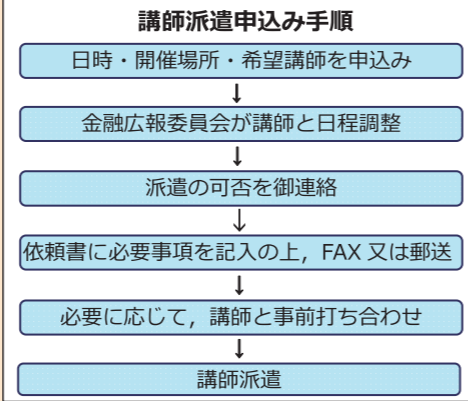 講師派遣申込み手順
日時・開催場所・希望講師を申込み
↓
金融広報委員会が講師と日程調整
↓
派遣の可否を御連絡
↓
依頼書に必要事項を記入の上，FAX 又は郵送
↓
必要に応じて，講師と事前打ち合わせ
↓
講師派遣